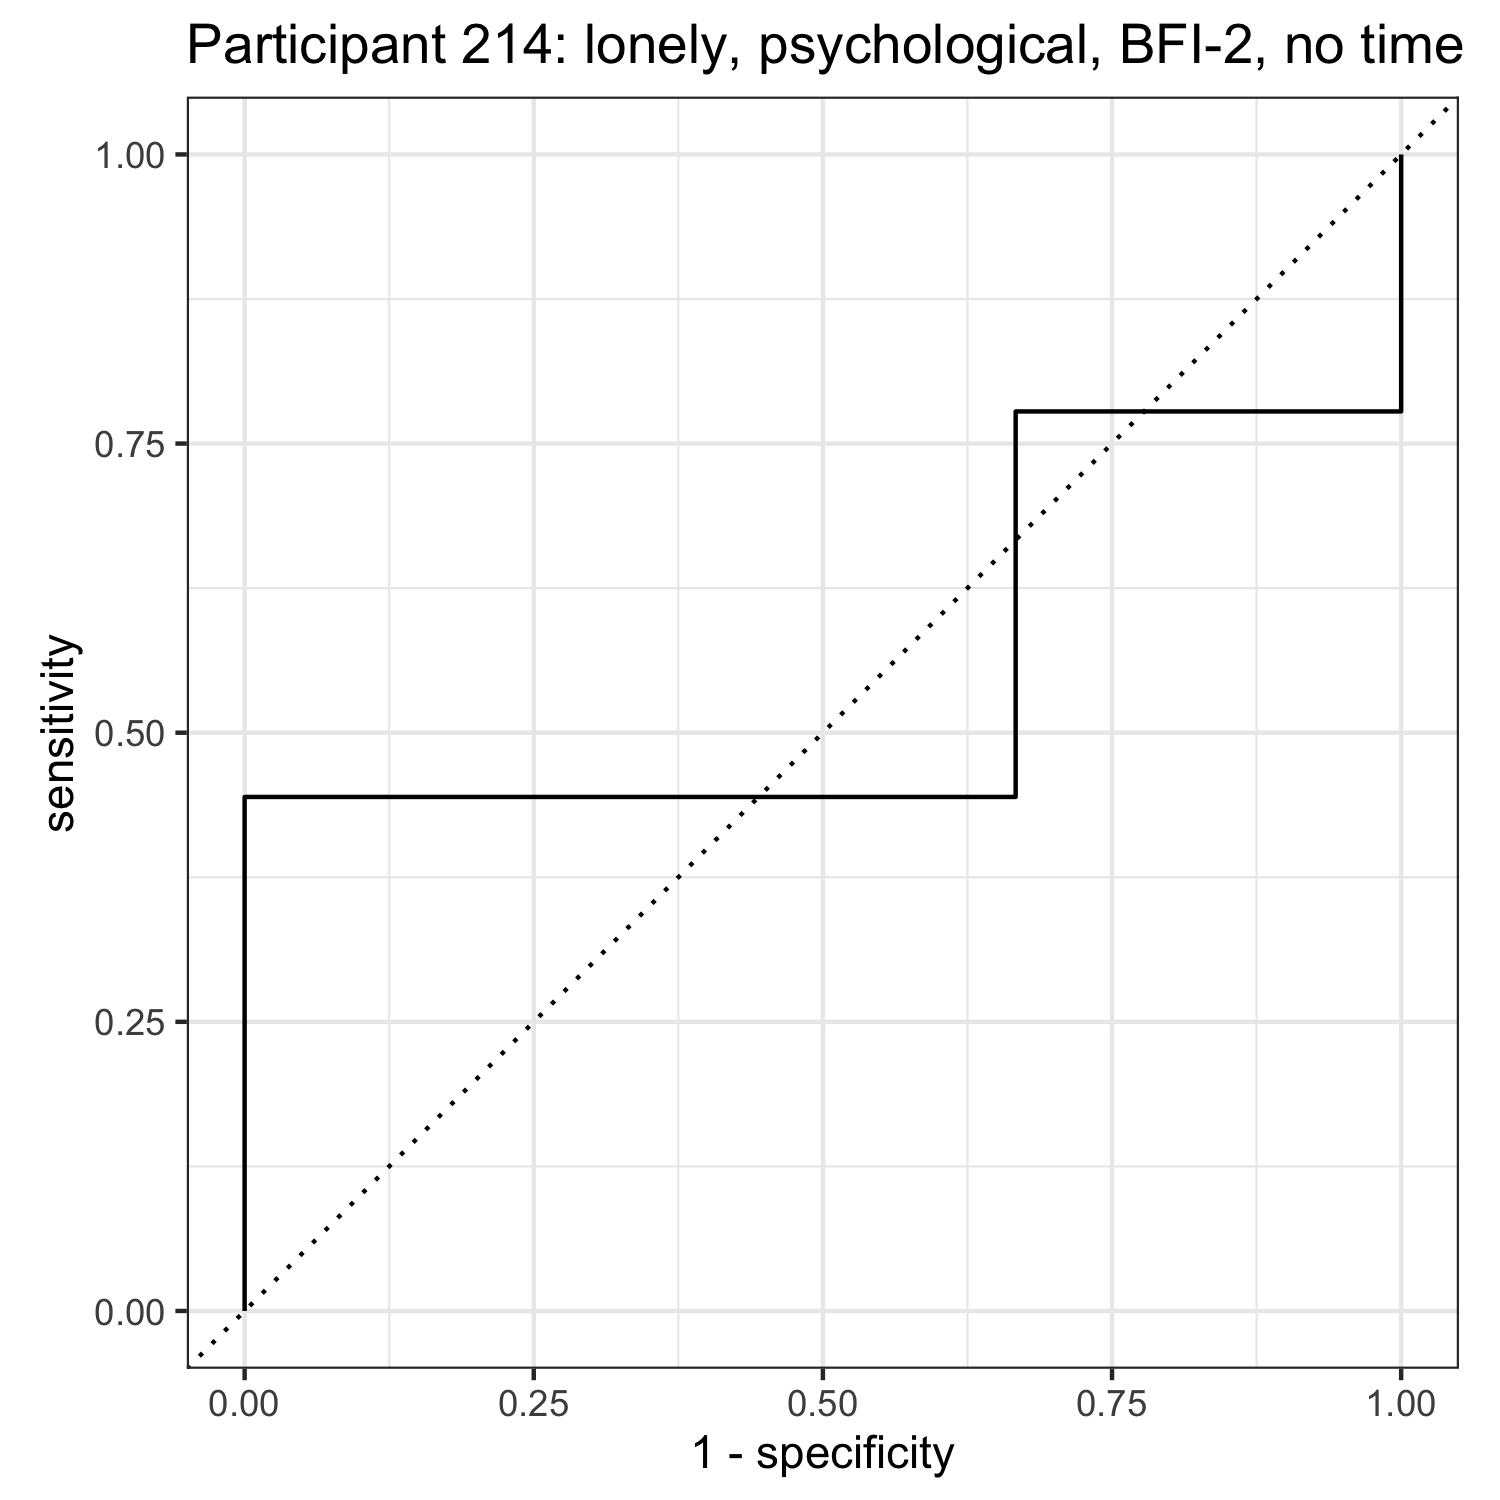 Participant 214: lonely, psychological, BFI-2, no time
1.00
0.75
0.50
0.25
0.00
sensitivity
0.00 0.25 0.50 0.75 1.00
1 - specificity